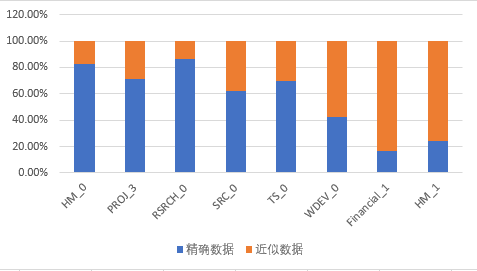 120.00%
100.00%
80.00%
60.00%
40.00%
20.00%
0.00%
HM_0
PROJ_3
RSRCH_0
SRC_0
TS_0
WDEV_0
Financial_1
HM_1
精确数据 近似数据